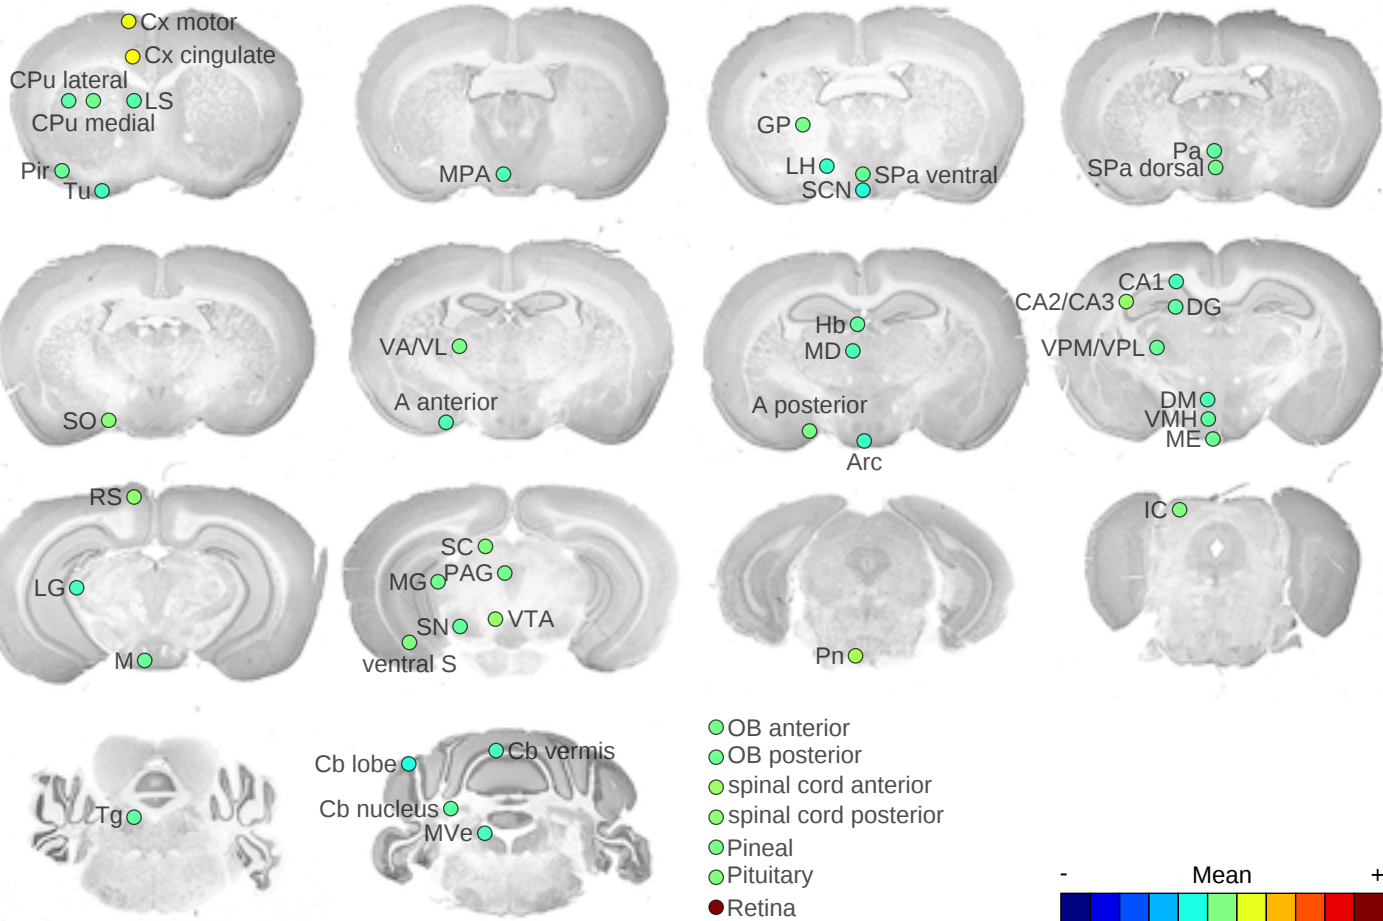 Cx motor
Cx cingulate
CPu lateral
LS
CPu medial
Pir
Tu
MPA
GP
LH
SPa ventral
SCN
Pa
SPa dorsal
SO
VA/VL
A anterior
Hb
MD
A posterior
Arc
CA1
CA2/CA3
DG
VPM/VPL
DM
VMH
ME
RS
LG
M
SC
MG
PAG
SN
VTA
ventral S
Pn
IC
Tg
Cb lobe
Cb vermis
Cb nucleus
MVe
OB anterior
OB posterior
spinal cord anterior
spinal cord posterior
Pineal
Pituitary
Retina
- Mean +